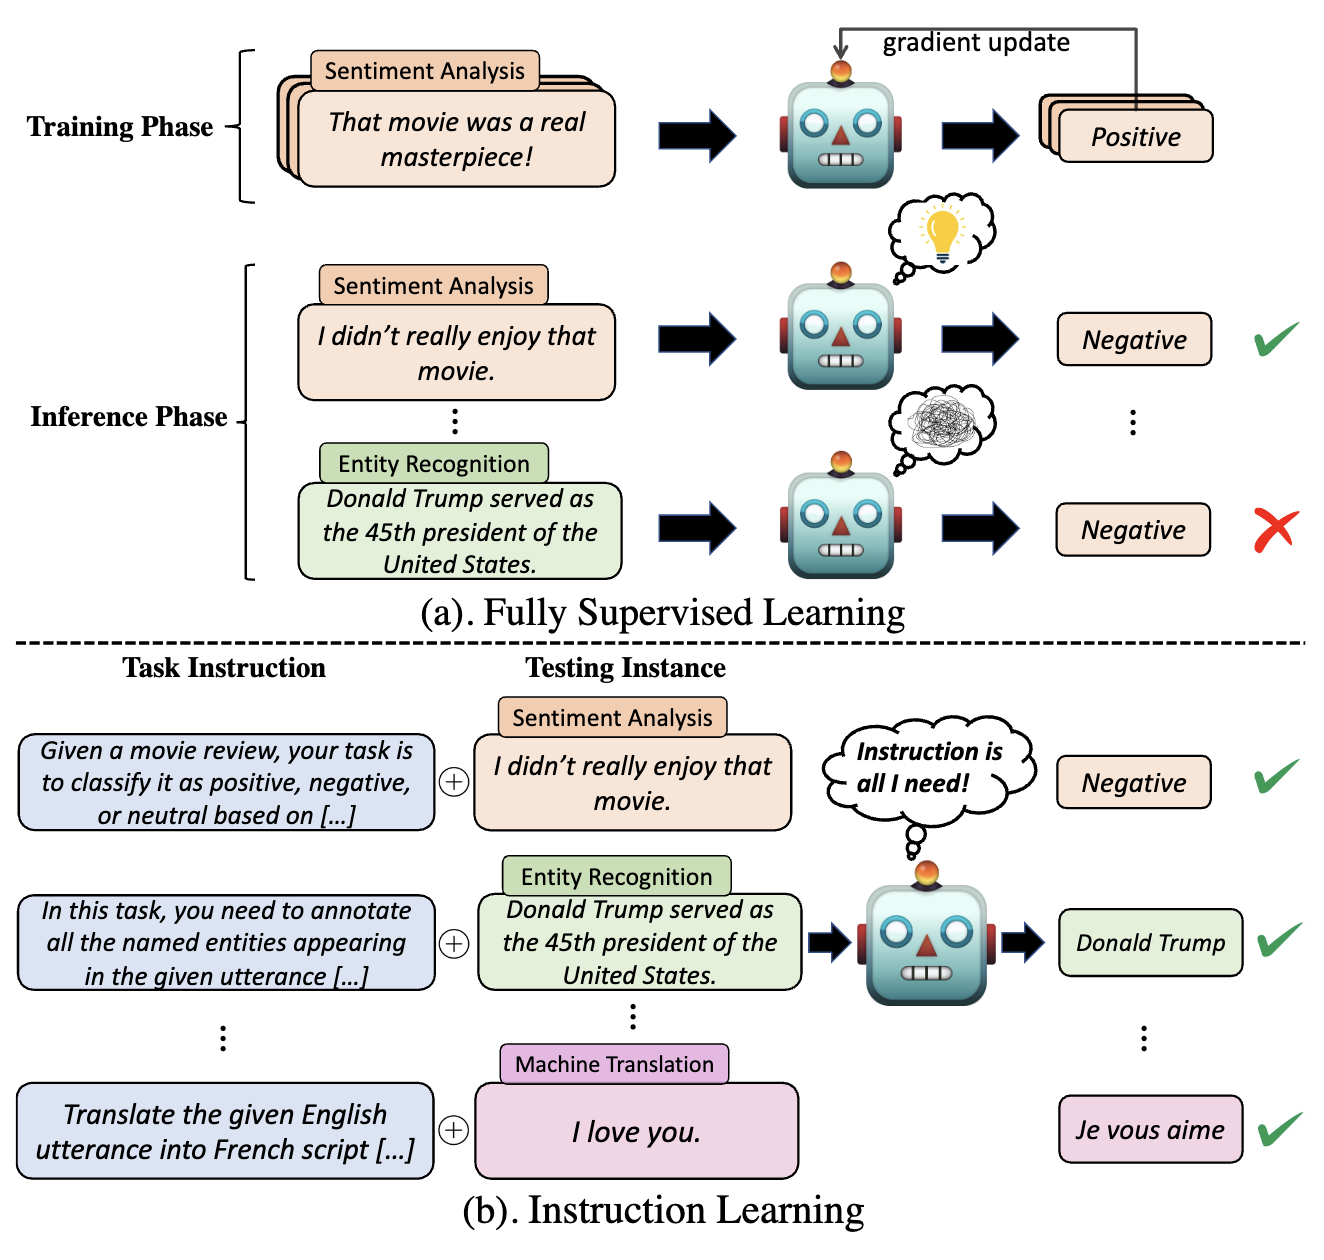 gradient update
Sentiment Analysis
Training Phase
That movie was a real
masterpiece!
Positive
Sentiment Analysis
Inference Phase
I didn’t really enjoy that
movie.
Negative
Entity Recognition
Donald Trump served as
the 45th president of the
United States.
Negative
(a). Fully Supervised Learning
Task Instruction
Testing Instance
Given a movie review, your task is
to classify it as positive, negative,
or neutral based on [...]
Sentiment Analysis
I didn’t really enjoy that
movie.
Instruction is
all I need!
Negative
In this task, you need to annotate
all the named entities appearing
in the given utterance [...]
Entity Recognition
Donald Trump served as
the 45th president of the
United States.
Donald Trump
Translate the given English
utterance into French script [...]
Machine Translation
I love you.
Je vous aime
(b). Instruction Learning